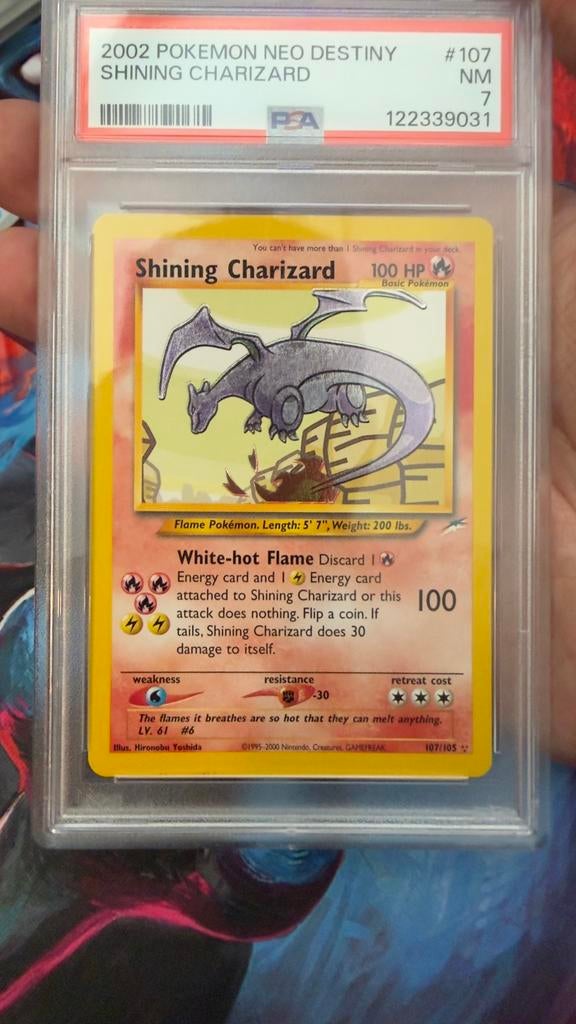 2002 POKEMON NEO DESTINY #107
SHINING CHARIZARD NM
7
PSA 122339031
You can't have more than 1 Shining Charizard in your deck.
Shining Charizard 100 HP
Basic Pokémon
Flame Pokémon. Length: 5' 7", Weight: 200 lbs.
White-hot Flame Discard 1
Energy card and 1 Energy card
attached to Shining Charizard or this
attack does nothing. Flip a coin. If 100
tails, Shining Charizard does 30
damage to itself.
weakness resistance retreat cost
-30
The flames it breathes are so hot that they can melt anything.
LV. 61 #6
Illus. Hironobu Yoshida ©1995-2000 Nintendo, Creatures, GAMEFREAK. 107/105